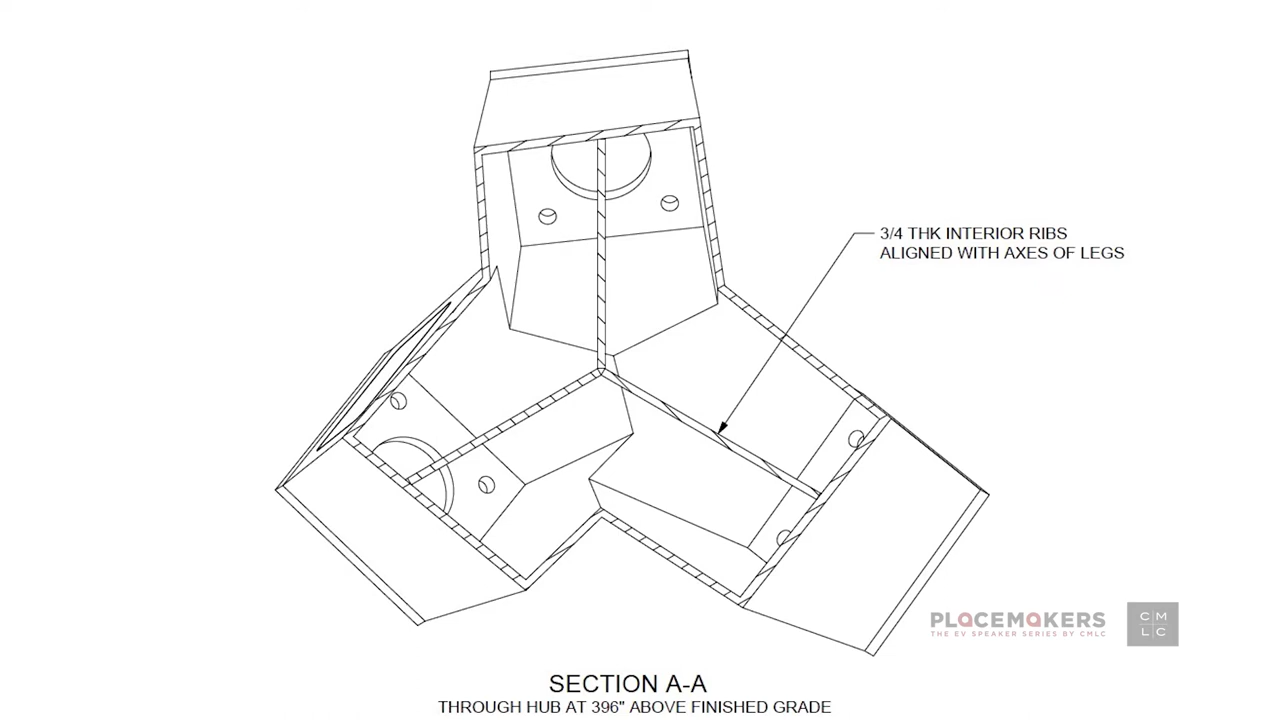 3/4 THK INTERIOR RIBS
ALIGNED WITH AXES OF LEGS
PLACEMAKERS
THE EV SPEAKER SERIES BY CMLC
CM
LC
SECTION A-A
THROUGH HUB AT 396" ABOVE FINISHED GRADE